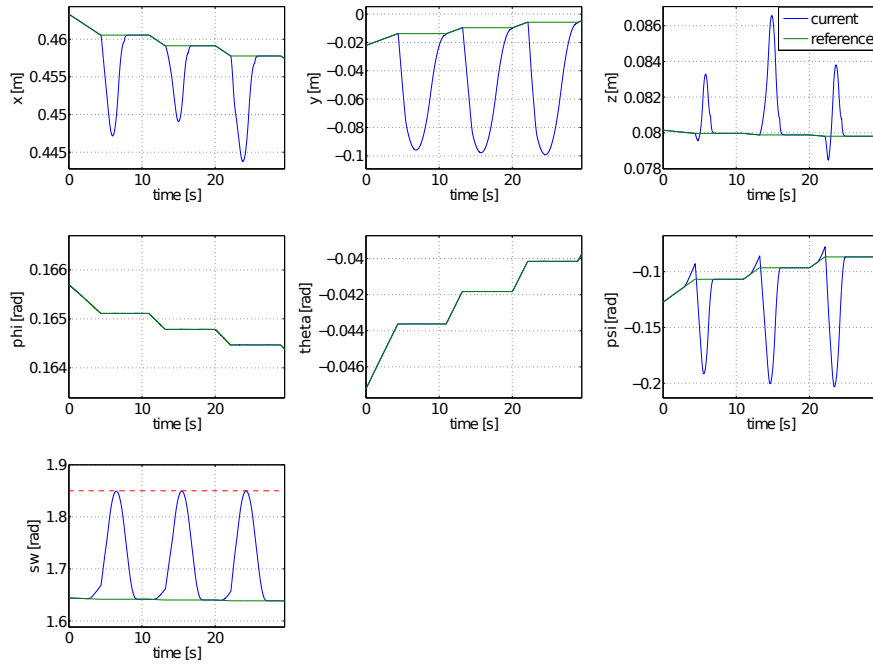 0.46
0.455
0.45
0.445
x [m]
0 10 20
time [s]
0
−0.02
−0.04
−0.06
−0.08
−0.1
y [m]
0 10 20
time [s]
current
reference
0.086
0.084
0.082
0.08
0.078
z [m]
0 10 20
time [s]
0.166
0.165
0.164
phi [rad]
0 10 20
time [s]
−0.04
−0.042
−0.044
−0.046
theta [rad]
0 10 20
time [s]
−0.1
−0.15
−0.2
psi [rad]
0 10 20
time [s]
1.9
1.8
1.7
1.6
sw [rad]
0 10 20
time [s]